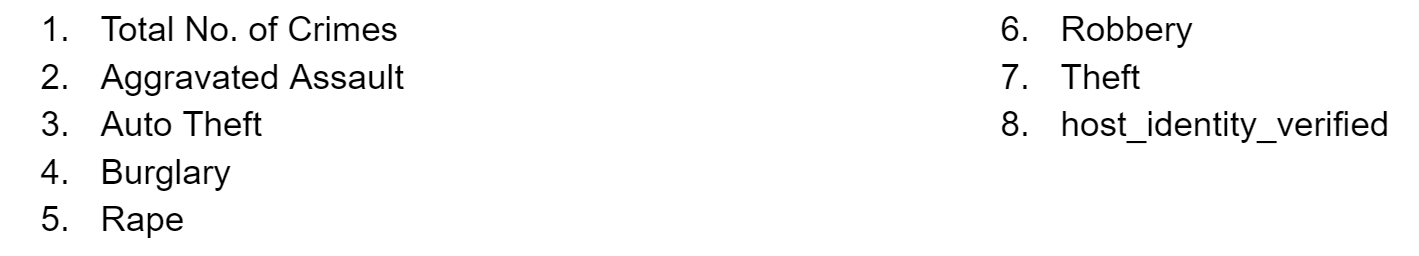 1. Total No. of Crimes
2. Aggravated Assault
3. Auto Theft
4. Burglary
5. Rape
6. Robbery
7. Theft
8. host_identity_verified